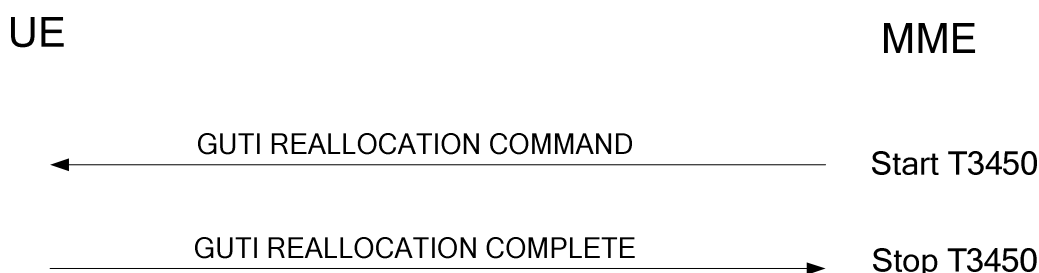 UE
MME
GUTI REALLOCATION COMMAND
Start T3450
GUTI REALLOCATION COMPLETE
Stop T3450